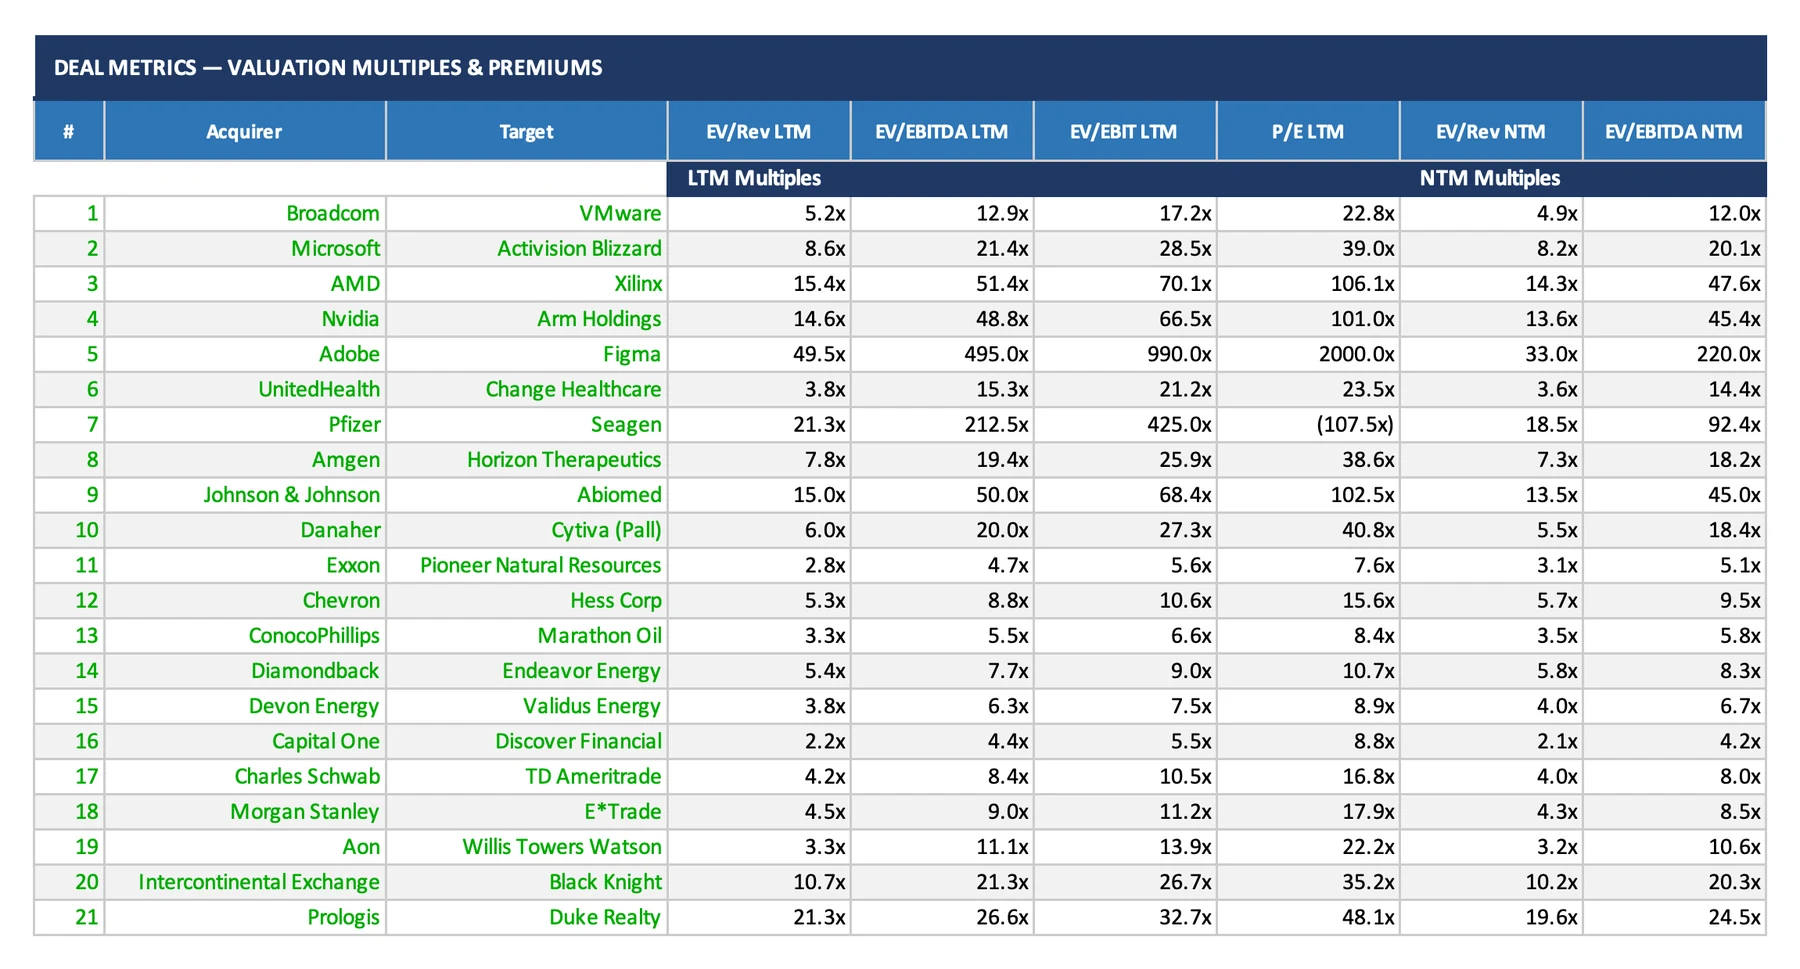 DEAL METRICS — VALUATION MULTIPLES & PREMIUMS
# Acquirer Target EV/Rev LTM EV/EBITDA LTM EV/EBIT LTM P/E LTM EV/Rev NTM EV/EBITDA NTM
LTM Multiples NTM Multiples
1 Broadcom VMware 5.2x 12.9x 17.2x 22.8x 4.9x 12.0x
2 Microsoft Activision Blizzard 8.6x 21.4x 28.5x 39.0x 8.2x 20.1x
3 AMD Xilinx 15.4x 51.4x 70.1x 106.1x 14.3x 47.6x
4 Nvidia Arm Holdings 14.6x 48.8x 66.5x 101.0x 13.6x 45.4x
5 Adobe Figma 49.5x 495.0x 990.0x 2000.0x 33.0x 220.0x
6 UnitedHealth Change Healthcare 3.8x 15.3x 21.2x 23.5x 3.6x 14.4x
7 Pfizer Seagen 21.3x 212.5x 425.0x (107.5x) 18.5x 92.4x
8 Amgen Horizon Therapeutics 7.8x 19.4x 25.9x 38.6x 7.3x 18.2x
9 Johnson & Johnson Abiomed 15.0x 50.0x 68.4x 102.5x 13.5x 45.0x
10 Danaher Cytiva (Pall) 6.0x 20.0x 27.3x 40.8x 5.5x 18.4x
11 Exxon Pioneer Natural Resources 2.8x 4.7x 5.6x 7.6x 3.1x 5.1x
12 Chevron Hess Corp 5.3x 8.8x 10.6x 15.6x 5.7x 9.5x
13 ConocoPhillips Marathon Oil 3.3x 5.5x 6.6x 8.4x 3.5x 5.8x
14 Diamondback Endeavor Energy 5.4x 7.7x 9.0x 10.7x 5.8x 8.3x
15 Devon Energy Validus Energy 3.8x 6.3x 7.5x 8.9x 4.0x 6.7x
16 Capital One Discover Financial 2.2x 4.4x 5.5x 8.8x 2.1x 4.2x
17 Charles Schwab TD Ameritrade 4.2x 8.4x 10.5x 16.8x 4.0x 8.0x
18 Morgan Stanley E*Trade 4.5x 9.0x 11.2x 17.9x 4.3x 8.5x
19 Aon Willis Towers Watson 3.3x 11.1x 13.9x 22.2x 3.2x 10.6x
20 Intercontinental Exchange Black Knight 10.7x 21.3x 26.7x 35.2x 10.2x 20.3x
21 Prologis Duke Realty 21.3x 26.6x 32.7x 48.1x 19.6x 24.5x